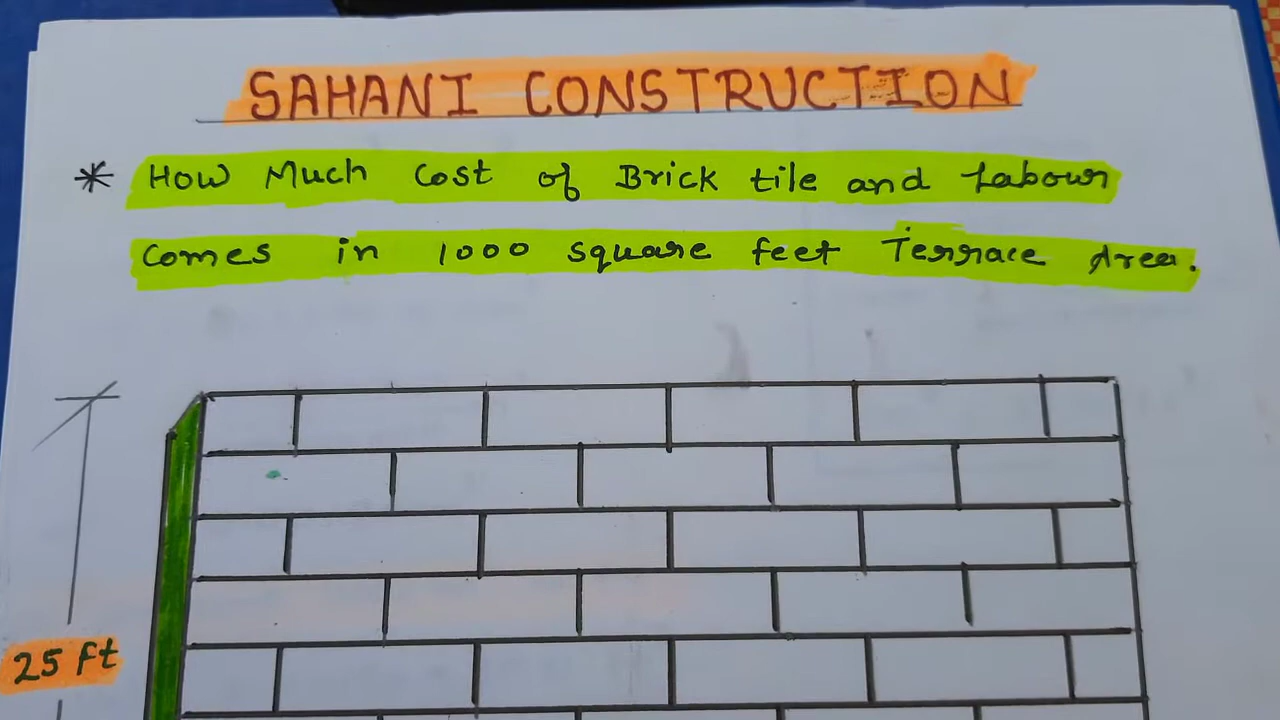 SAHANI CONSTRUCTION
* How Much Cost of Brick tile and Labour
Comes in 1000 square feet Terrace Area.
25 ft